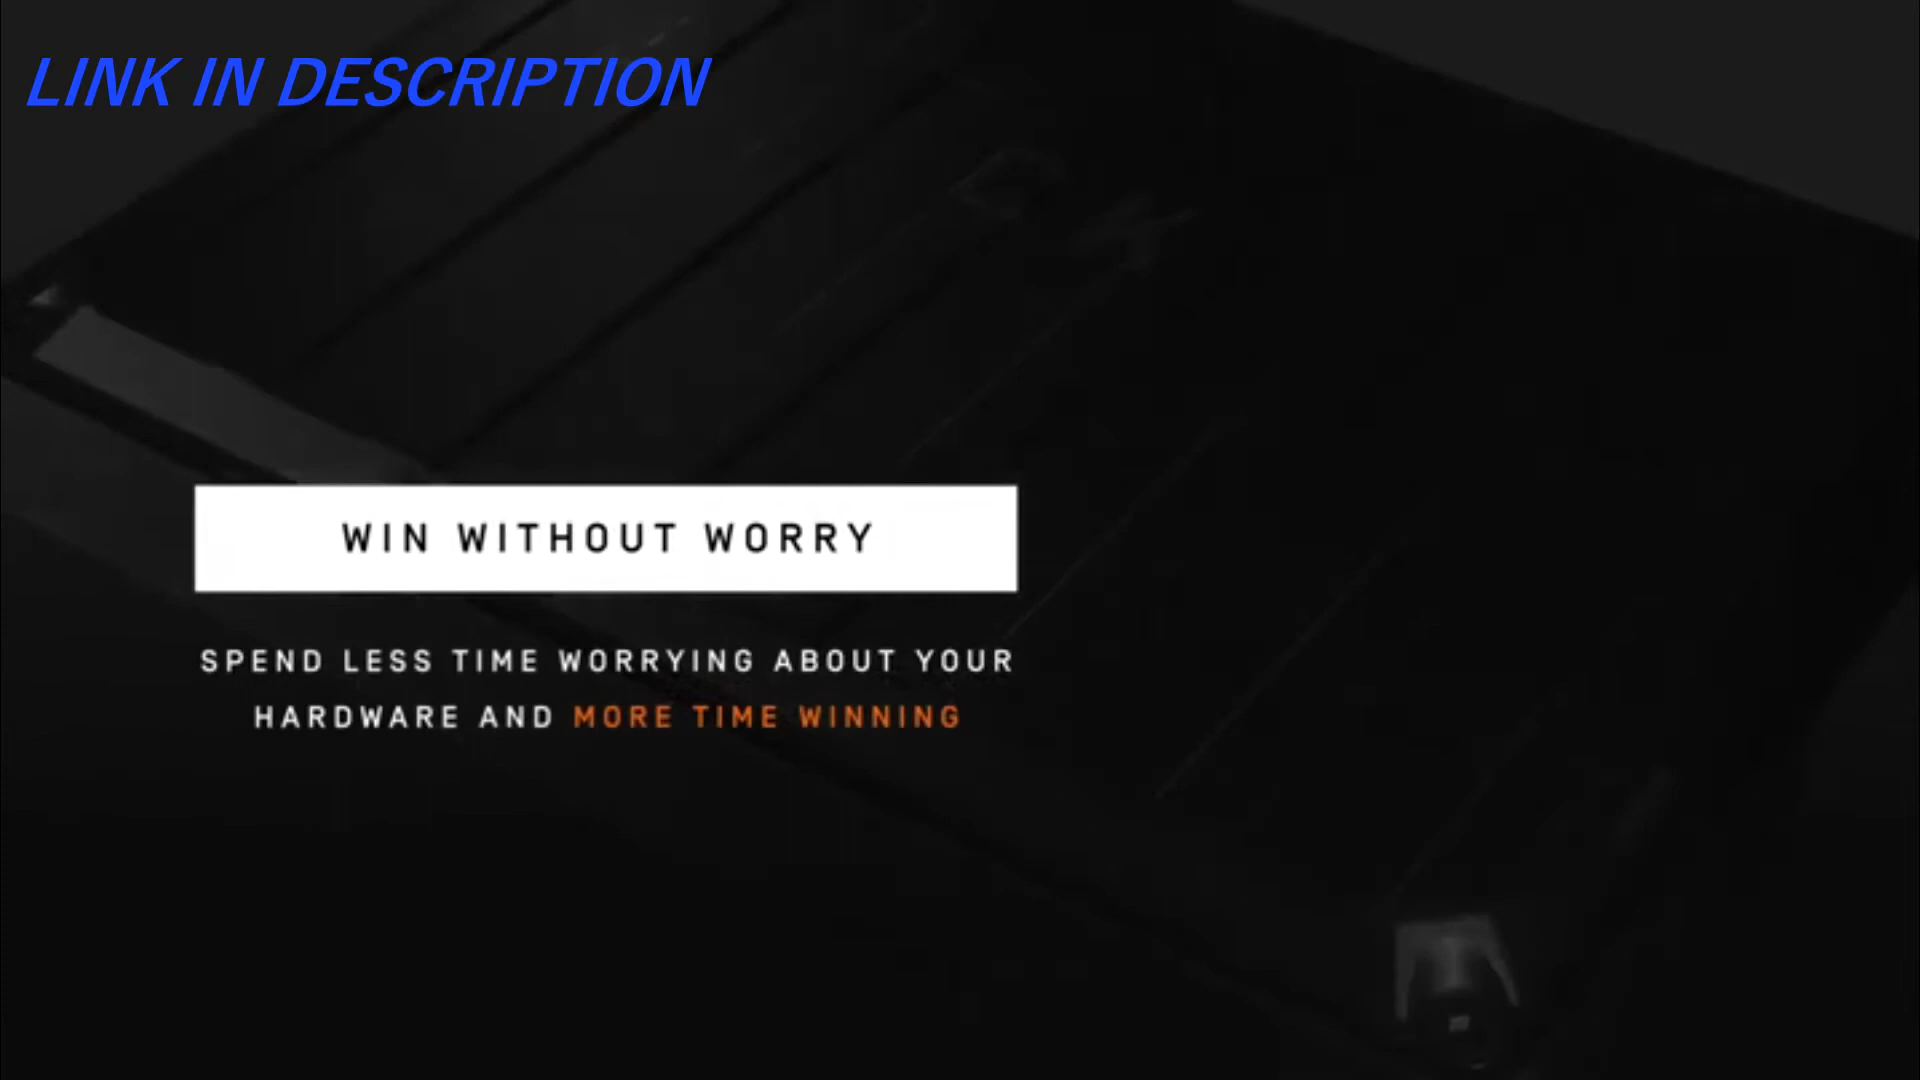 LINK IN DESCRIPTION
WIN WITHOUT WORRY
SPEND LESS TIME WORRYING ABOUT YOUR
HARDWARE AND MORE TIME WINNING